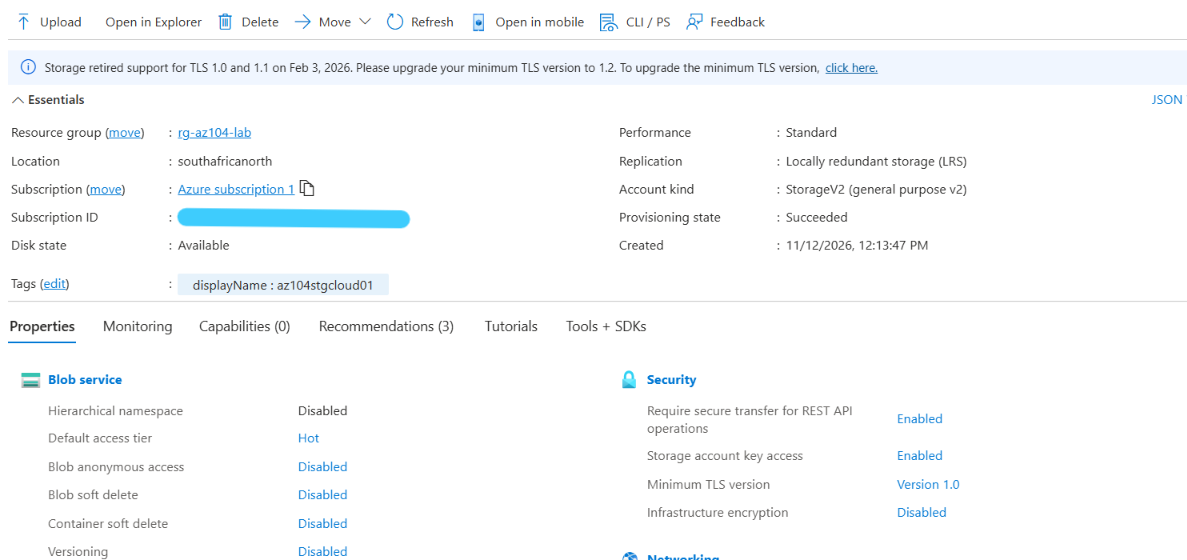 Upload Open in Explorer Delete Move Refresh Open in mobile CLI / PS Feedback
Storage retired support for TLS 1.0 and 1.1 on Feb 3, 2026. Please upgrade your minimum TLS version to 1.2. To upgrade the minimum TLS version, click here.
Essentials
JSON
Resource group (move) : rg-az104-lab
Location : southafricanorth
Subscription (move) : Azure subscription 1
Subscription ID :
Disk state : Available
Performance : Standard
Replication : Locally redundant storage (LRS)
Account kind : StorageV2 (general purpose v2)
Provisioning state : Succeeded
Created : 11/12/2026, 12:13:47 PM
Tags (edit) : displayName : az104stgcloud01
Properties Monitoring Capabilities (0) Recommendations (3) Tutorials Tools + SDKs
Blob service
Hierarchical namespace Disabled
Default access tier Hot
Blob anonymous access Disabled
Blob soft delete Disabled
Container soft delete Disabled
Versioning Disabled
Security
Require secure transfer for REST API
operations Enabled
Storage account key access Enabled
Minimum TLS version Version 1.0
Infrastructure encryption Disabled
Networking